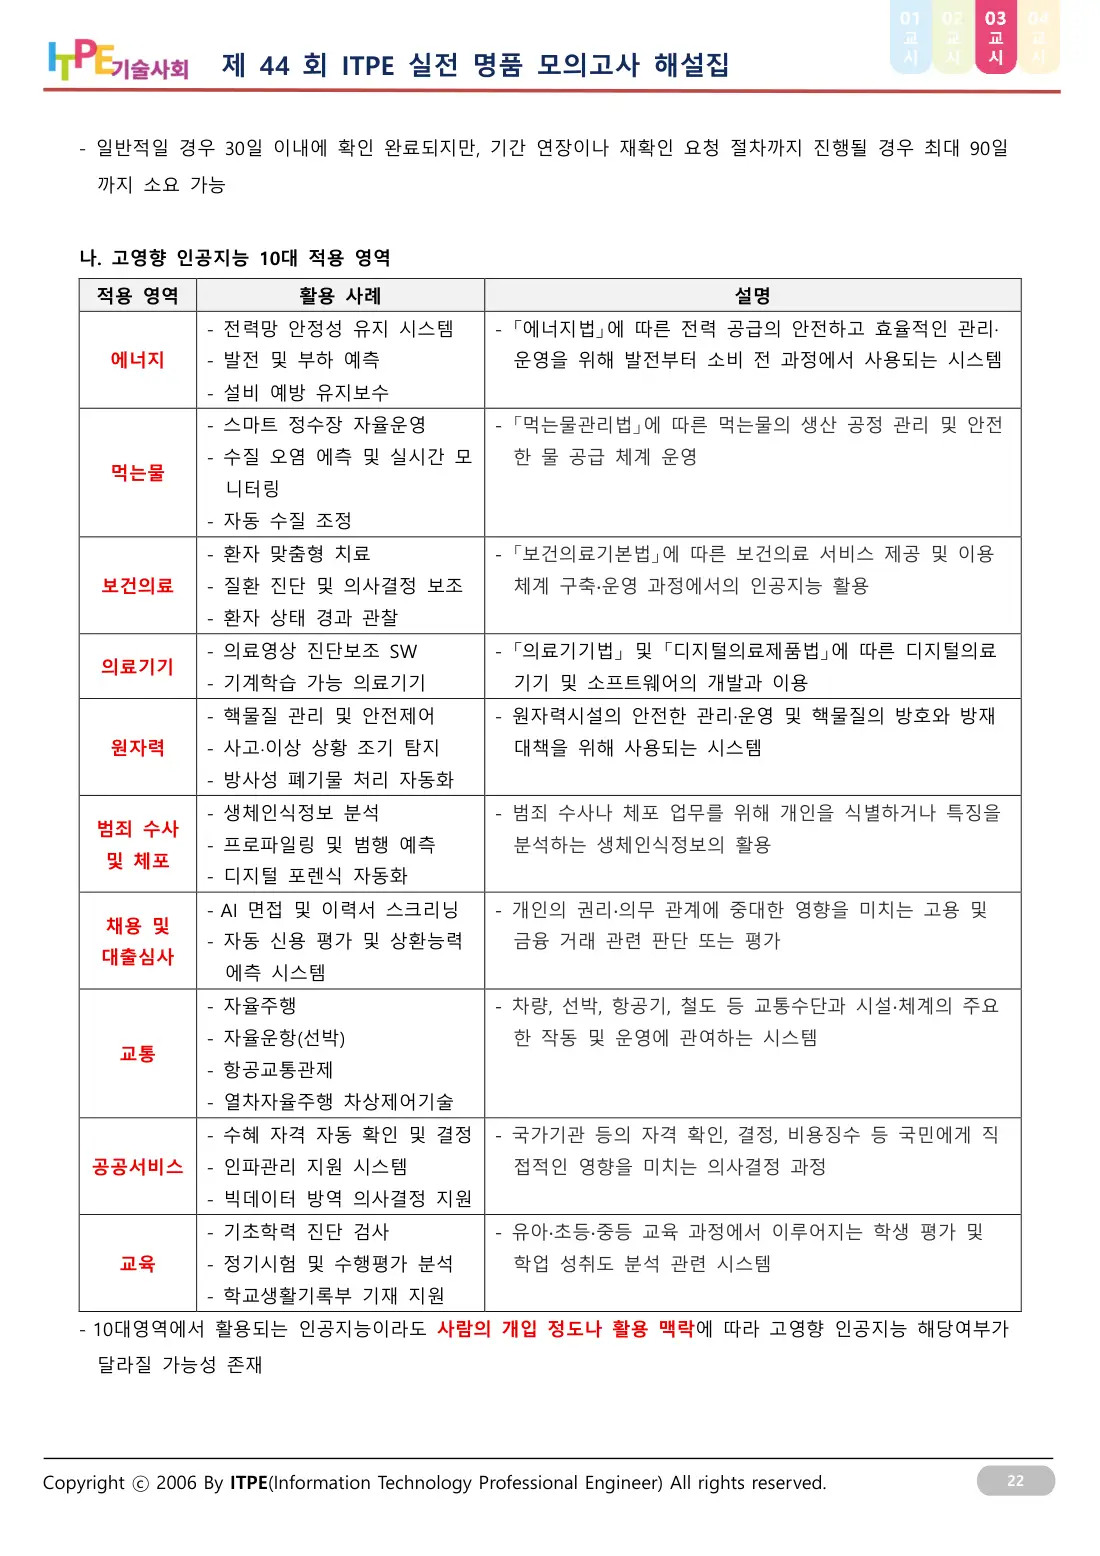 ITPE기술사회
제 44 회 ITPE 실전 명품 모의고사 해설집
01 교 시
02 교 시
03 교 시
04 교 시
- 일반적일 경우 30일 이내에 확인 완료되지만, 기간 연장이나 재확인 요청 절차까지 진행될 경우 최대 90일
까지 소요 가능
나. 고영향 인공지능 10대 적용 영역
적용 영역 활용 사례 설명
에너지
- 전력망 안정성 유지 시스템
- 발전 및 부하 예측
- 설비 예방 유지보수
- 「에너지법」에 따른 전력 공급의 안전하고 효율적인 관리·
운영을 위해 발전부터 소비 전 과정에서 사용되는 시스템
먹는물
- 스마트 정수장 자율운영
- 수질 오염 에측 및 실시간 모
니터링
- 자동 수질 조정
- 「먹는물관리법」에 따른 먹는물의 생산 공정 관리 및 안전
한 물 공급 체계 운영
보건의료
- 환자 맞춤형 치료
- 질환 진단 및 의사결정 보조
- 환자 상태 경과 관찰
- 「보건의료기본법」에 따른 보건의료 서비스 제공 및 이용
체계 구축·운영 과정에서의 인공지능 활용
의료기기
- 의료영상 진단보조 SW
- 기계학습 가능 의료기기
- 「의료기기법」 및 「디지털의료제품법」에 따른 디지털의료
기기 및 소프트웨어의 개발과 이용
원자력
- 핵물질 관리 및 안전제어
- 사고·이상 상황 조기 탐지
- 방사성 폐기물 처리 자동화
- 원자력시설의 안전한 관리·운영 및 핵물질의 방호와 방재
대책을 위해 사용되는 시스템
범죄 수사
및 체포
- 생체인식정보 분석
- 프로파일링 및 범행 예측
- 디지털 포렌식 자동화
- 범죄 수사나 체포 업무를 위해 개인을 식별하거나 특징을
분석하는 생체인식정보의 활용
채용 및
대출심사
- AI 면접 및 이력서 스크리닝
- 자동 신용 평가 및 상환능력
에측 시스템
- 개인의 권리·의무 관계에 중대한 영향을 미치는 고용 및
금융 거래 관련 판단 또는 평가
교통
- 자율주행
- 자율운항(선박)
- 항공교통관제
- 열차자율주행 차상제어기술
- 차량, 선박, 항공기, 철도 등 교통수단과 시설·체계의 주요
한 작동 및 운영에 관여하는 시스템
공공서비스
- 수혜 자격 자동 확인 및 결정
- 인파관리 지원 시스템
- 빅데이터 방역 의사결정 지원
- 국가기관 등의 자격 확인, 결정, 비용징수 등 국민에게 직
접적인 영향을 미치는 의사결정 과정
교육
- 기초학력 진단 검사
- 정기시험 및 수행평가 분석
- 학교생활기록부 기재 지원
- 유아·초등·중등 교육 과정에서 이루어지는 학생 평가 및
학업 성취도 분석 관련 시스템
- 10대영역에서 활용되는 인공지능이라도 사람의 개입 정도나 활용 맥락에 따라 고영향 인공지능 해당여부가
달라질 가능성 존재
Copyright ⓒ 2006 By ITPE(Information Technology Professional Engineer) All rights reserved.
22